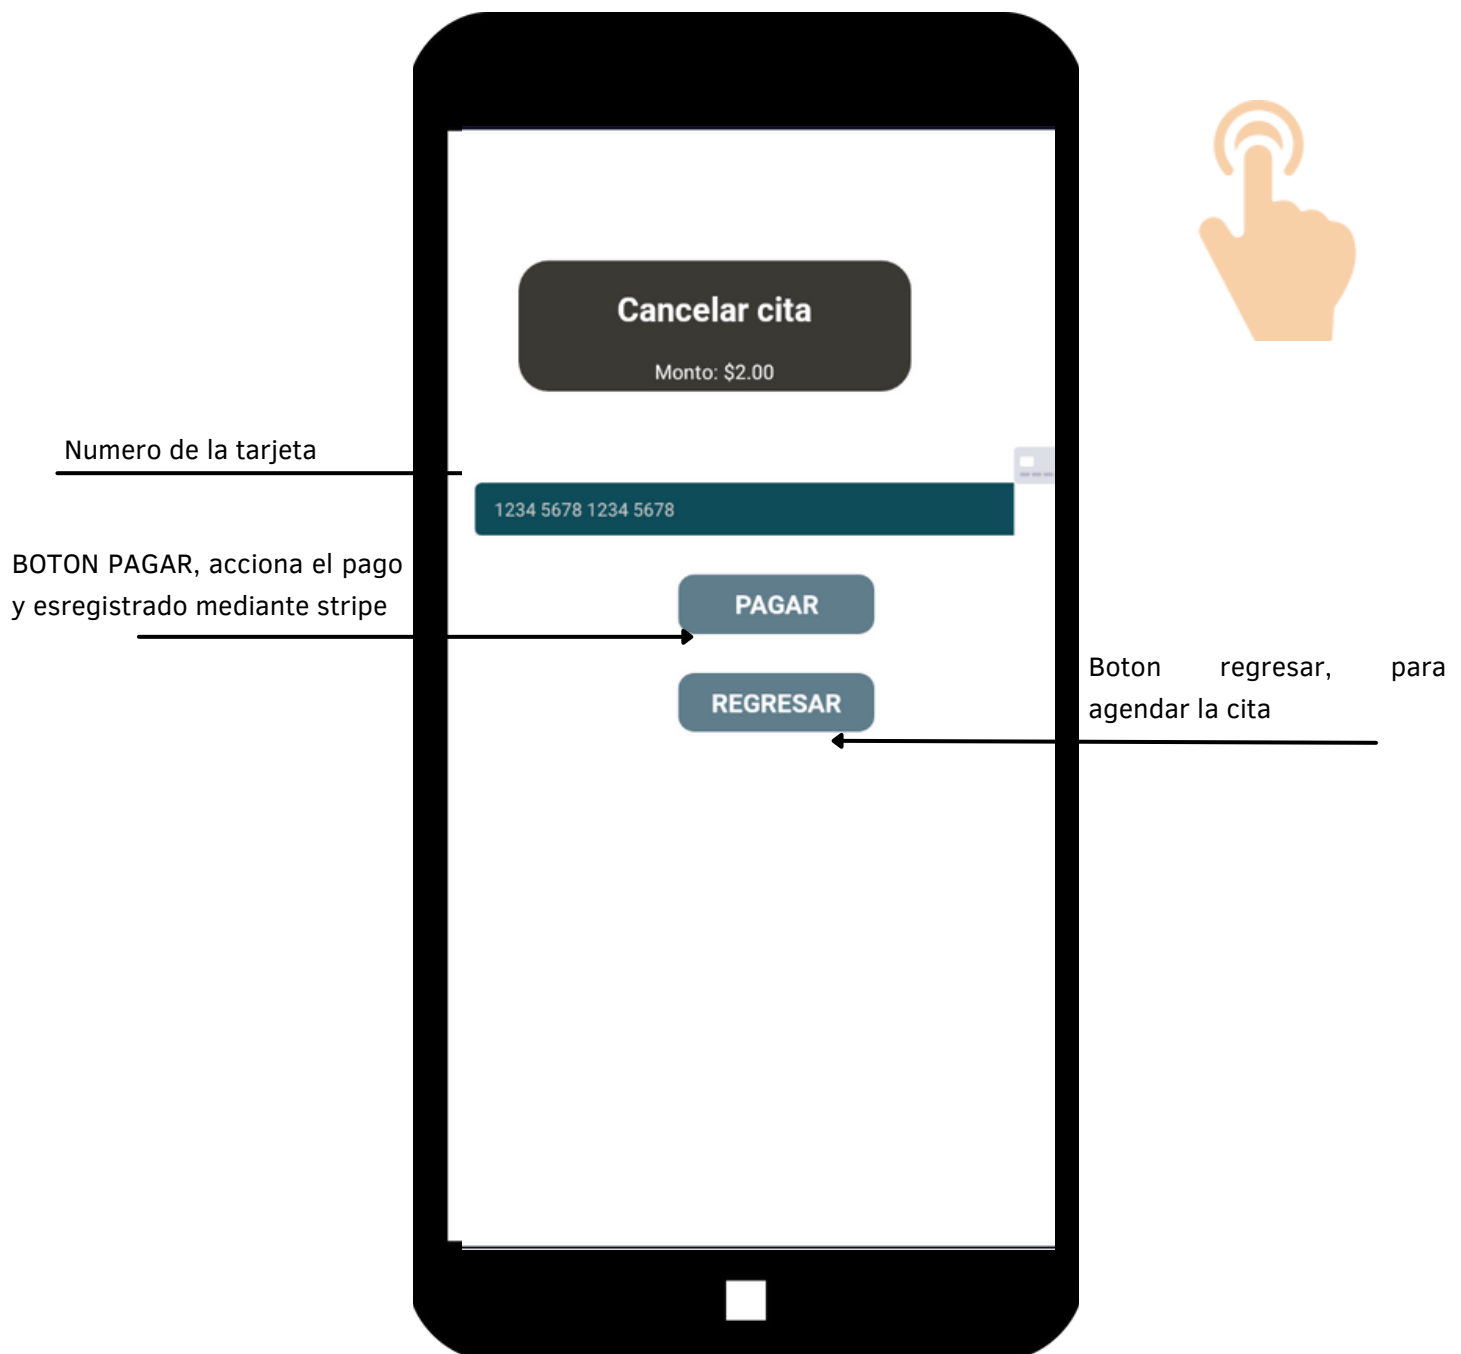 Cancelar cita
Monto: $2.00
Numero de la tarjeta
1234 5678 1234 5678
BOTON PAGAR, acciona el pago
y esregistrado mediante stripe
PAGAR
Boton regresar, para
agendar la cita
REGRESAR